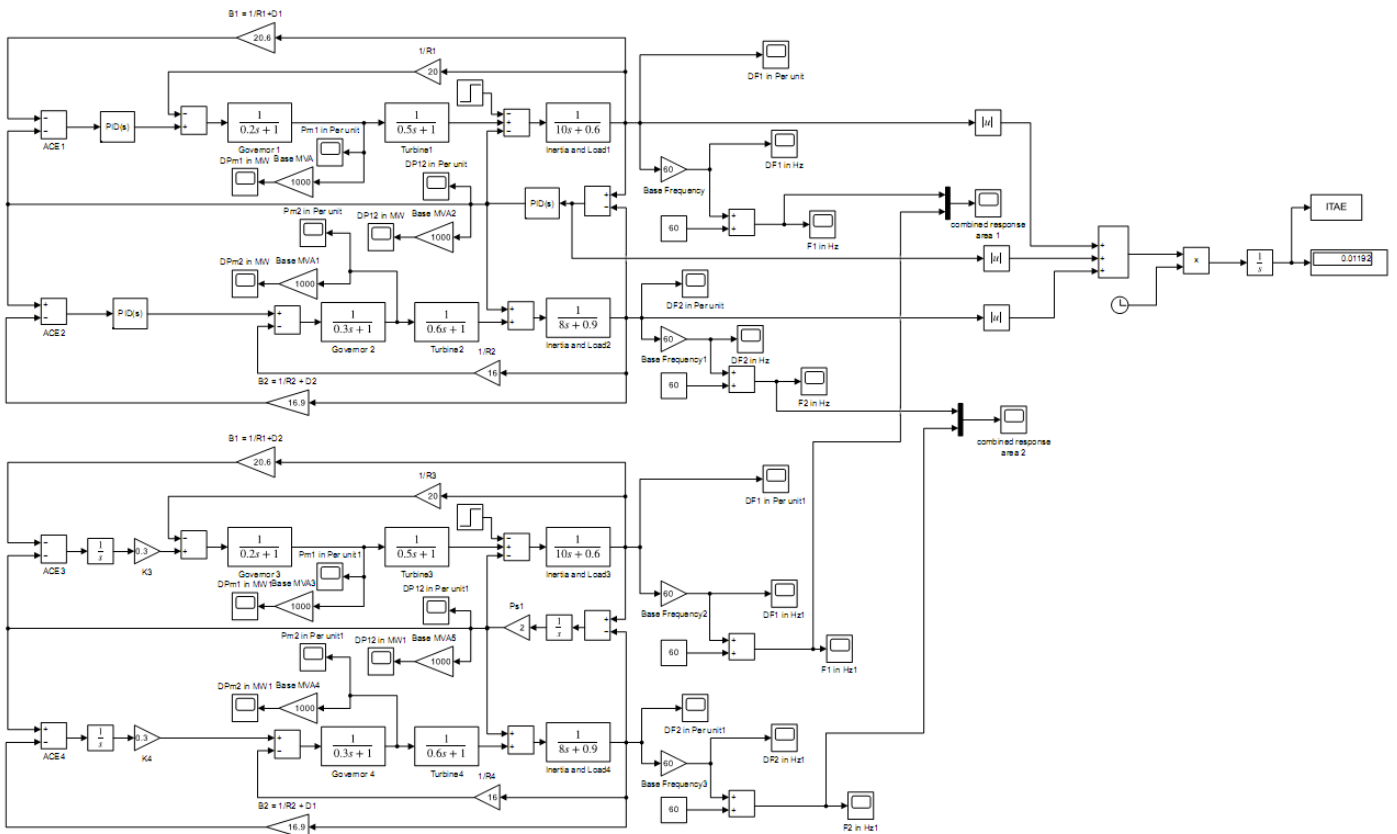 B1 = 1/R1+D1
20.6
1/R1
20
DF1 in Per unit
ACE1
PID(s)
1
0.2s + 1
Governor 1
Pm1 in Per unit
1
0.5s + 1
Turbine1
1
10s + 0.6
Inertia and Load1
|u|
DPm1 in MW
Base MVA
1000
DP12 in Per unit
60
Base Frequency
DF1 in Hz
Pm2 in Per unit
PID(s)
DP12 in MW
Base MVA2
1000
60
F1 in Hz
combined response
area 1
ITAE
DPm2 in MW
Base MVA1
1000
|u|
x
1
s
0.01192
DF2 in Per unit
ACE2
PID(s)
1
0.3s + 1
Governor 2
1
0.6s + 1
Turbine2
1
8s + 0.9
Inertia and Load2
|u|
60
Base Frequency1
DF2 in Hz
1/R2
16
60
F2 in Hz
B2 = 1/R2 + D2
16.9
combined response
area 2
B1 = 1/R1+D2
20.6
1/R3
20
DF1 in Per unit1
ACE3
1
s
0.3
K3
1
0.2s + 1
Governor 3
Pm1 in Per unit1
1
0.5s + 1
Turbine3
1
10s + 0.6
Inertia and Load3
DPm1 in MW1
Base MVA3
1000
DP12 in Per unit1
60
Base Frequency2
DF1 in Hz1
Ps1
2
1
s
Pm2 in Per unit1
DP12 in MW1
Base MVA5
1000
60
F1 in Hz1
DPm2 in MW1
Base MVA4
1000
DF2 in Per unit1
ACE4
1
s
0.3
K4
1
0.3s + 1
Governor 4
1
0.6s + 1
Turbine4
1
8s + 0.9
Inertia and Load4
60
Base Frequency3
DF2 in Hz1
1/R4
16
60
F2 in Hz1
B2 = 1/R2 + D1
16.9